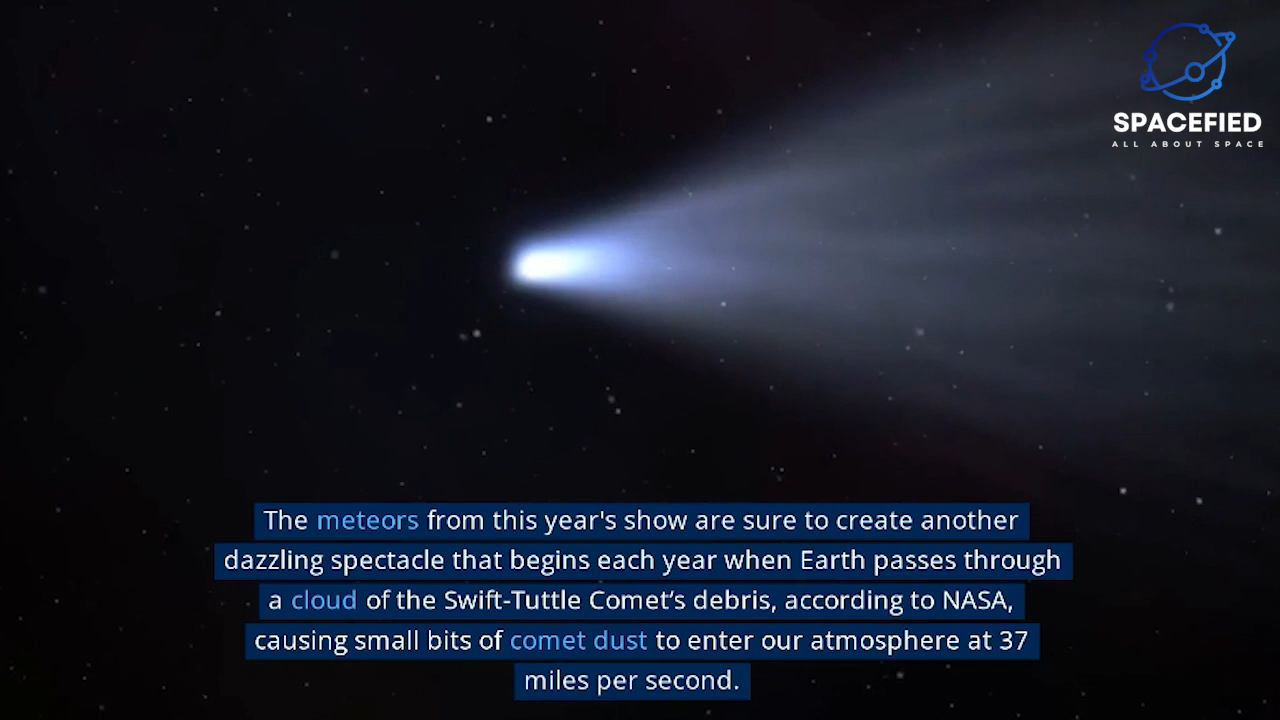 SPACEFIED
ALL ABOUT SPACE
The meteors from this year's show are sure to create another
dazzling spectacle that begins each year when Earth passes through
a cloud of the Swift-Tuttle Comet’s debris, according to NASA,
causing small bits of comet dust to enter our atmosphere at 37
miles per second.